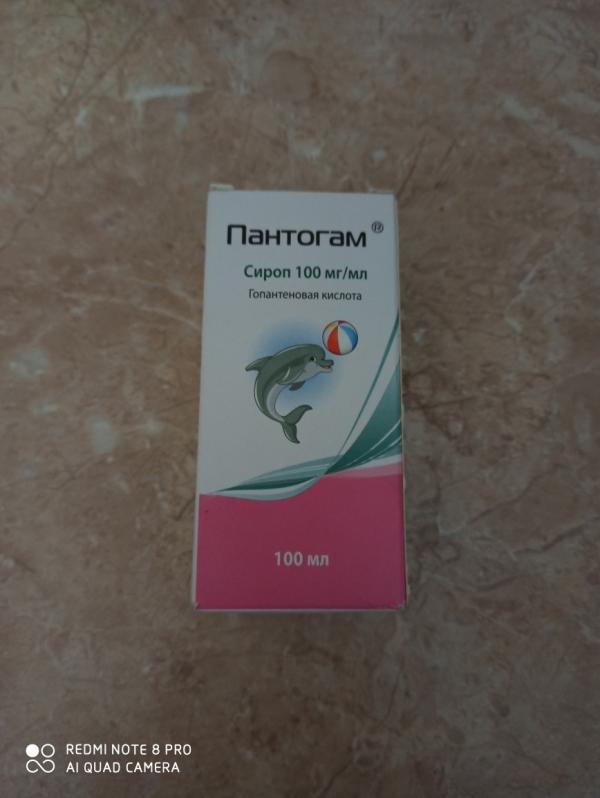 Пантогам®
Сироп 100 мг/мл
Гопантеновая кислота
100 мл
REDMI NOTE 8 PRO
AI QUAD CAMERA